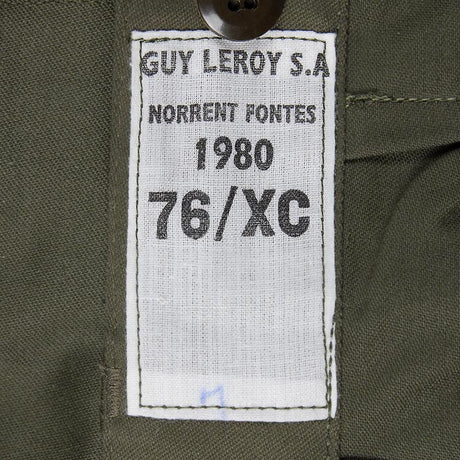 GUY LEROY S.A
NORRENT FONTES
1980
76/XC